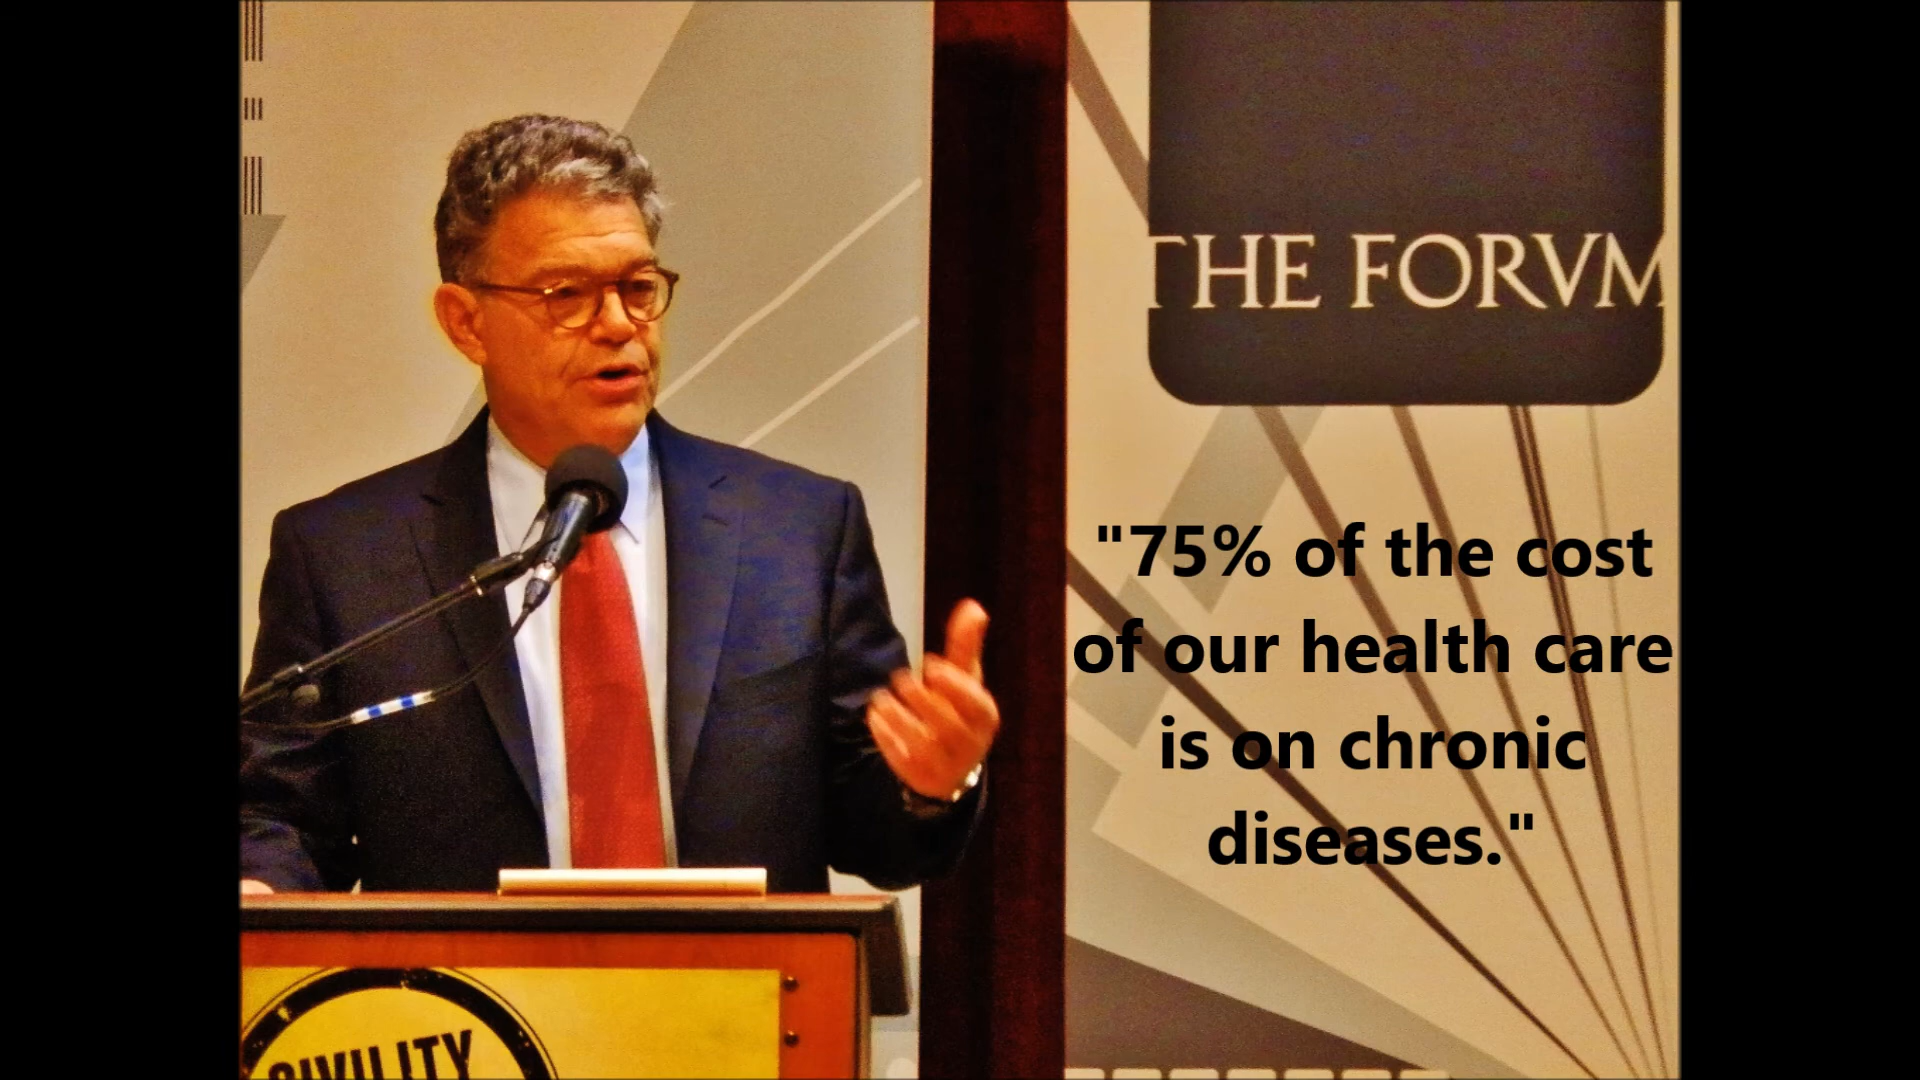 THE FORVM
"75% of the cost
of our health care
is on chronic
diseases."
CIVILITY